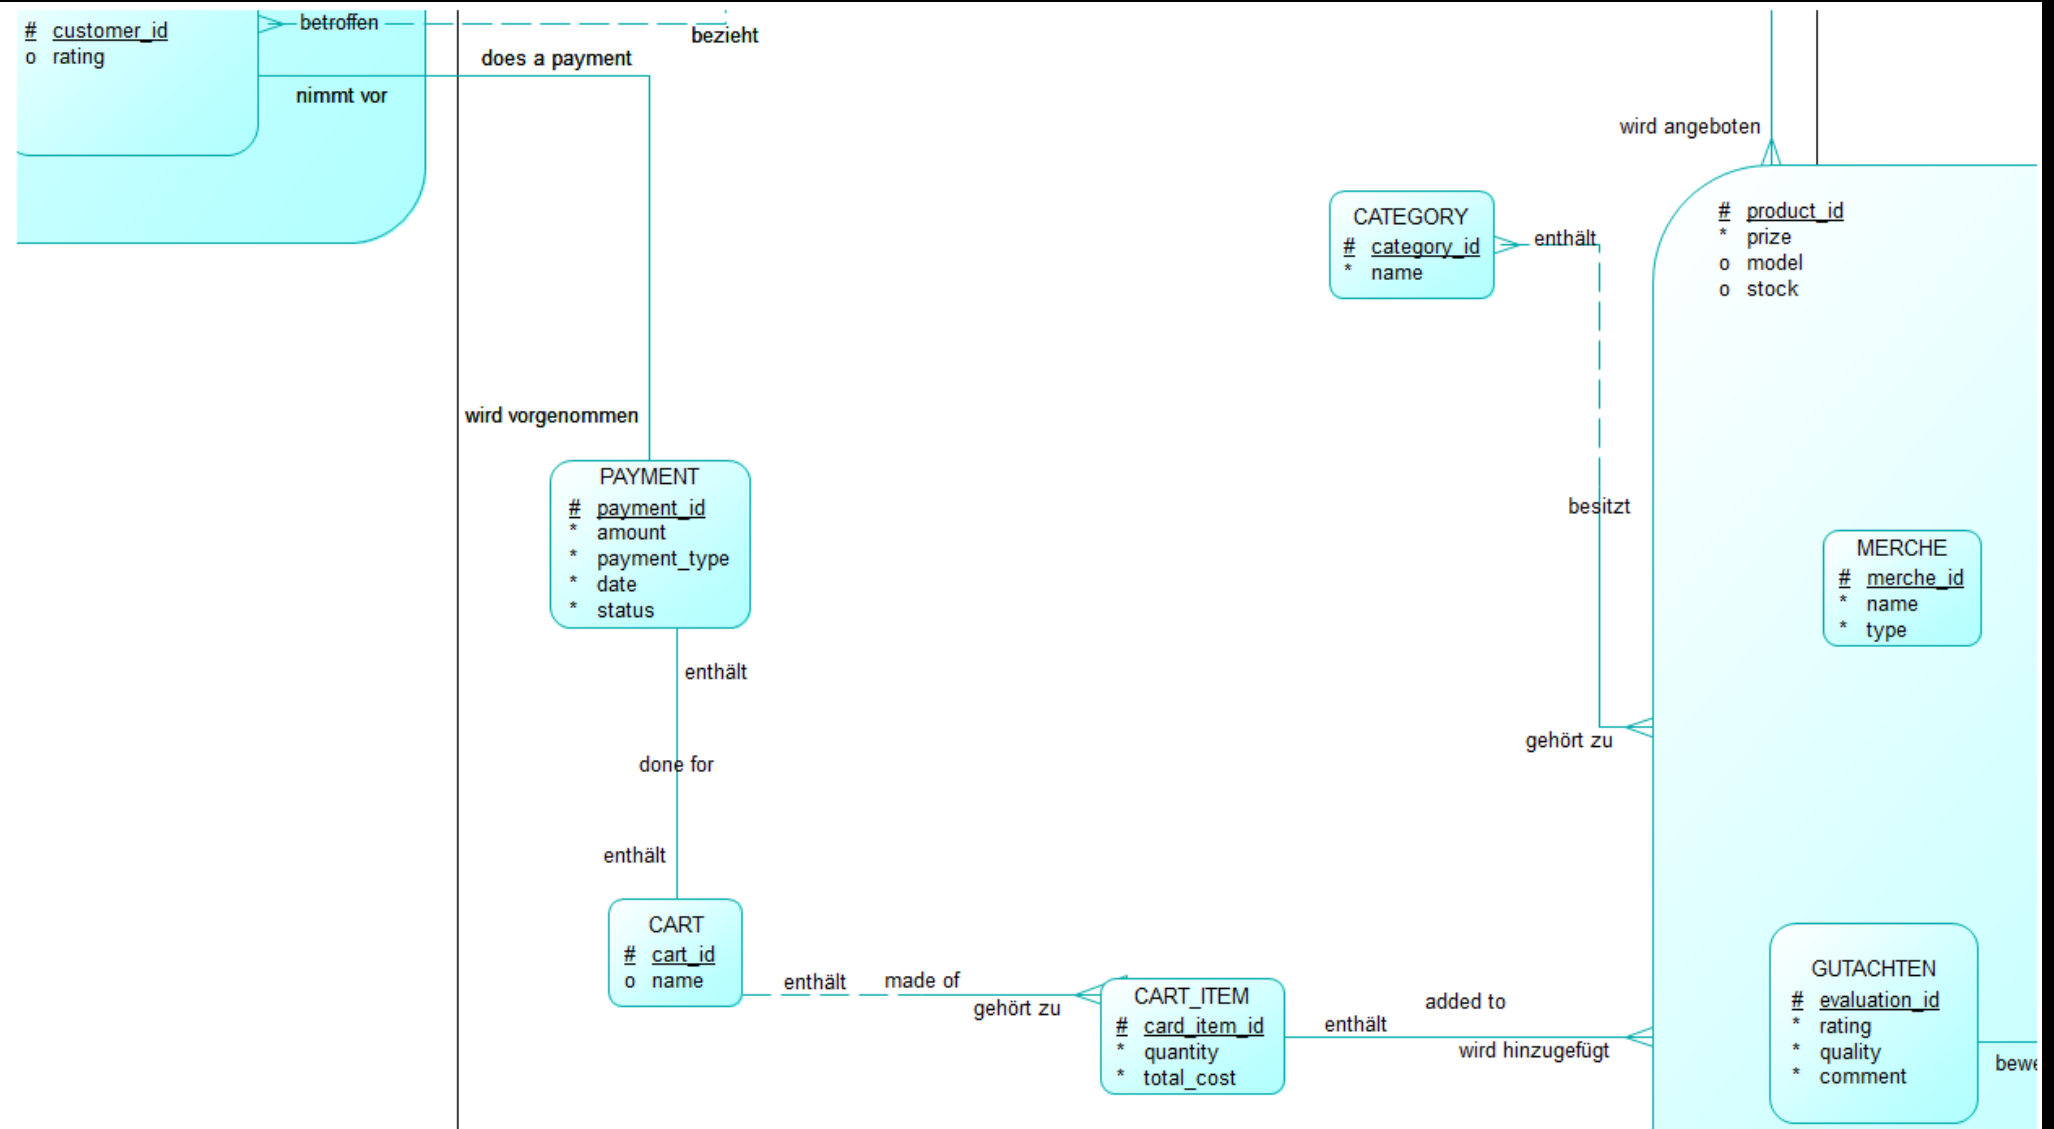 # customer_id
o rating
betroffen
bezieht
does a payment
nimmt vor
wird angeboten
CATEGORY
# category_id
* name
enthält
# product_id
* prize
o model
o stock
wird vorgenommen
PAYMENT
# payment_id
* amount
* payment_type
* date
* status
besitzt
MERCHE
# merche_id
* name
* type
enthält
gehört zu
done for
enthält
CART
# cart_id
o name
enthält
made of
gehört zu
CART_ITEM
# card_item_id
* quantity
* total_cost
added to
enthält
wird hinzugefügt
GUTACHTEN
# evaluation_id
* rating
* quality
* comment